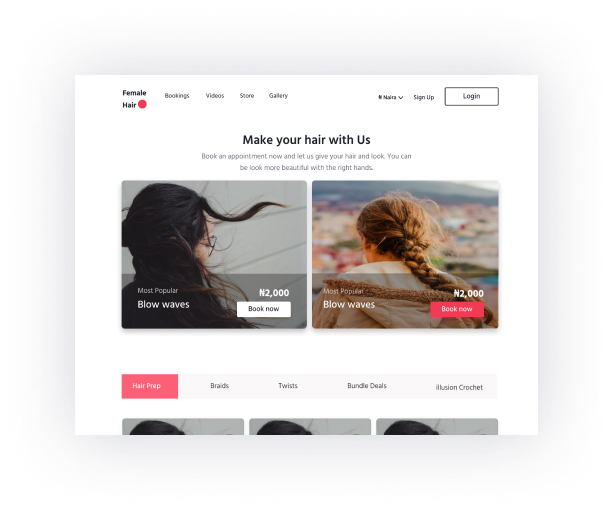 Female
Hair
Bookings Videos Store Gallery
₦ Naira Sign Up Login
Make your hair with Us
Book an appointment now and let us give your hair and look. You can
be look more beautiful with the right hands.
Most Popular
₦2,000
Blow waves
Book now
Most Popular
₦2,000
Blow waves
Book now
Hair Prep Braids Twists Bundle Deals illusion Crochet